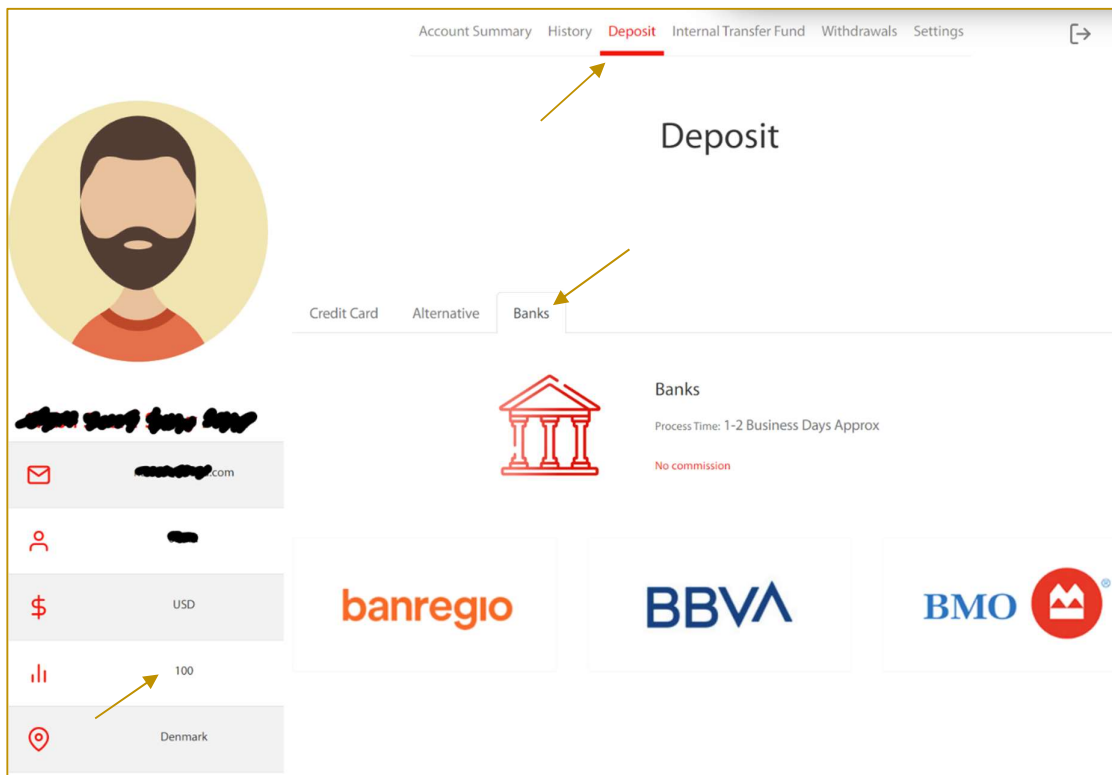 Account Summary History Deposit Internal Transfer Fund Withdrawals Settings
Deposit
Credit Card Alternative Banks
Banks
Process Time: 1-2 Business Days Approx
No commission
.com
USD
100
Denmark
banregio
BBVA
BMO ®